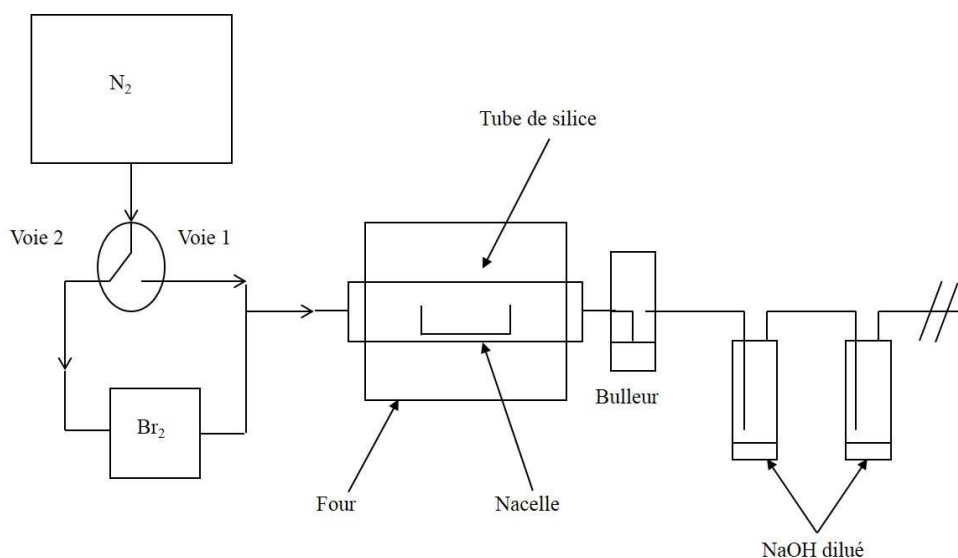 N₂
Tube de silice
Voie 2
Voie 1
Bulleur
Br₂
Four
Nacelle
NaOH dilué